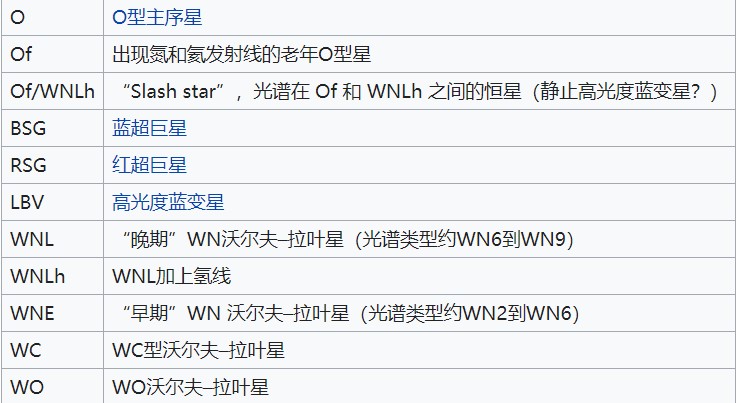 O O型主序星
Of 出现氮和氦发射线的老年O型星
Of/WNLh “Slash star”，光谱在 Of 和 WNLh 之间的恒星（静止高光度蓝变星？）
BSG 蓝超巨星
RSG 红超巨星
LBV 高光度蓝变星
WNL “晚期”WN沃尔夫–拉叶星（光谱类型约WN6到WN9）
WNLh WNL加上氢线
WNE “早期”WN 沃尔夫–拉叶星（光谱类型约WN2到WN6）
WC WC型沃尔夫–拉叶星
WO WO沃尔夫–拉叶星